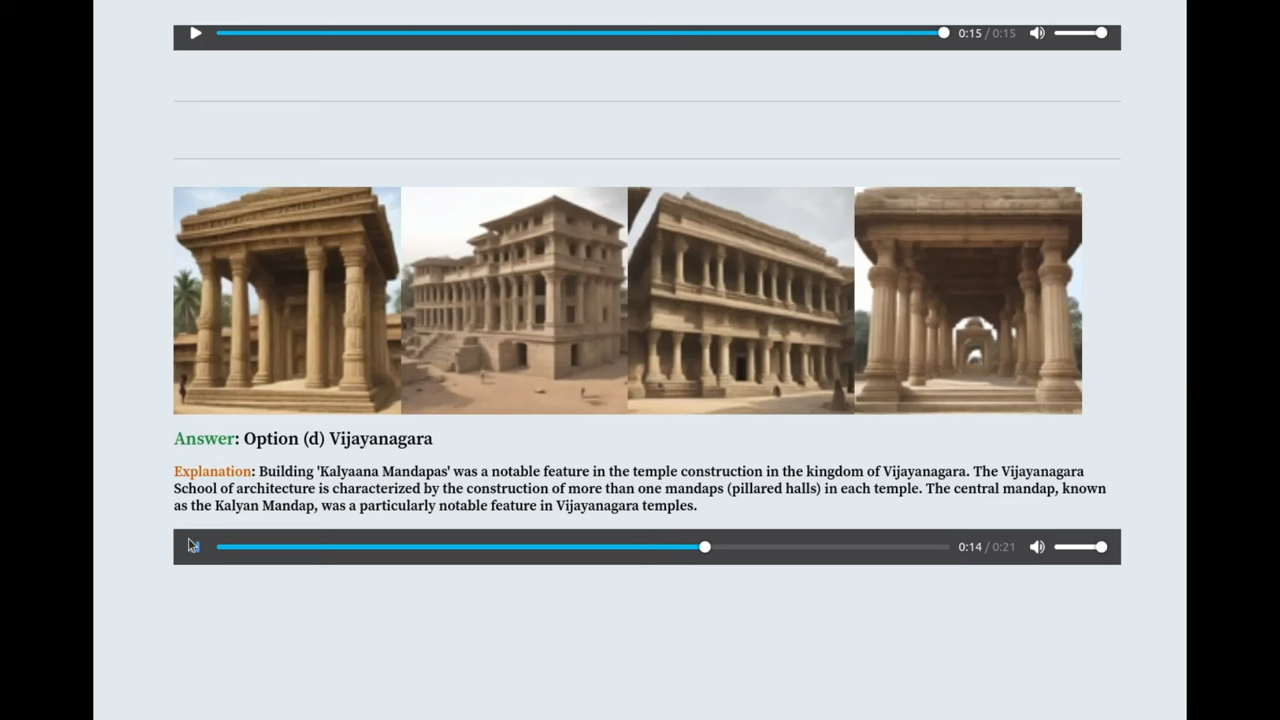 0:15 / 0:15
Answer: Option (d) Vijayanagara
Explanation: Building 'Kalyaana Mandapas' was a notable feature in the temple construction in the kingdom of Vijayanagara. The Vijayanagara
School of architecture is characterized by the construction of more than one mandaps (pillared halls) in each temple. The central mandap, known
as the Kalyan Mandap, was a particularly notable feature in Vijayanagara temples.
0:14 / 0:21